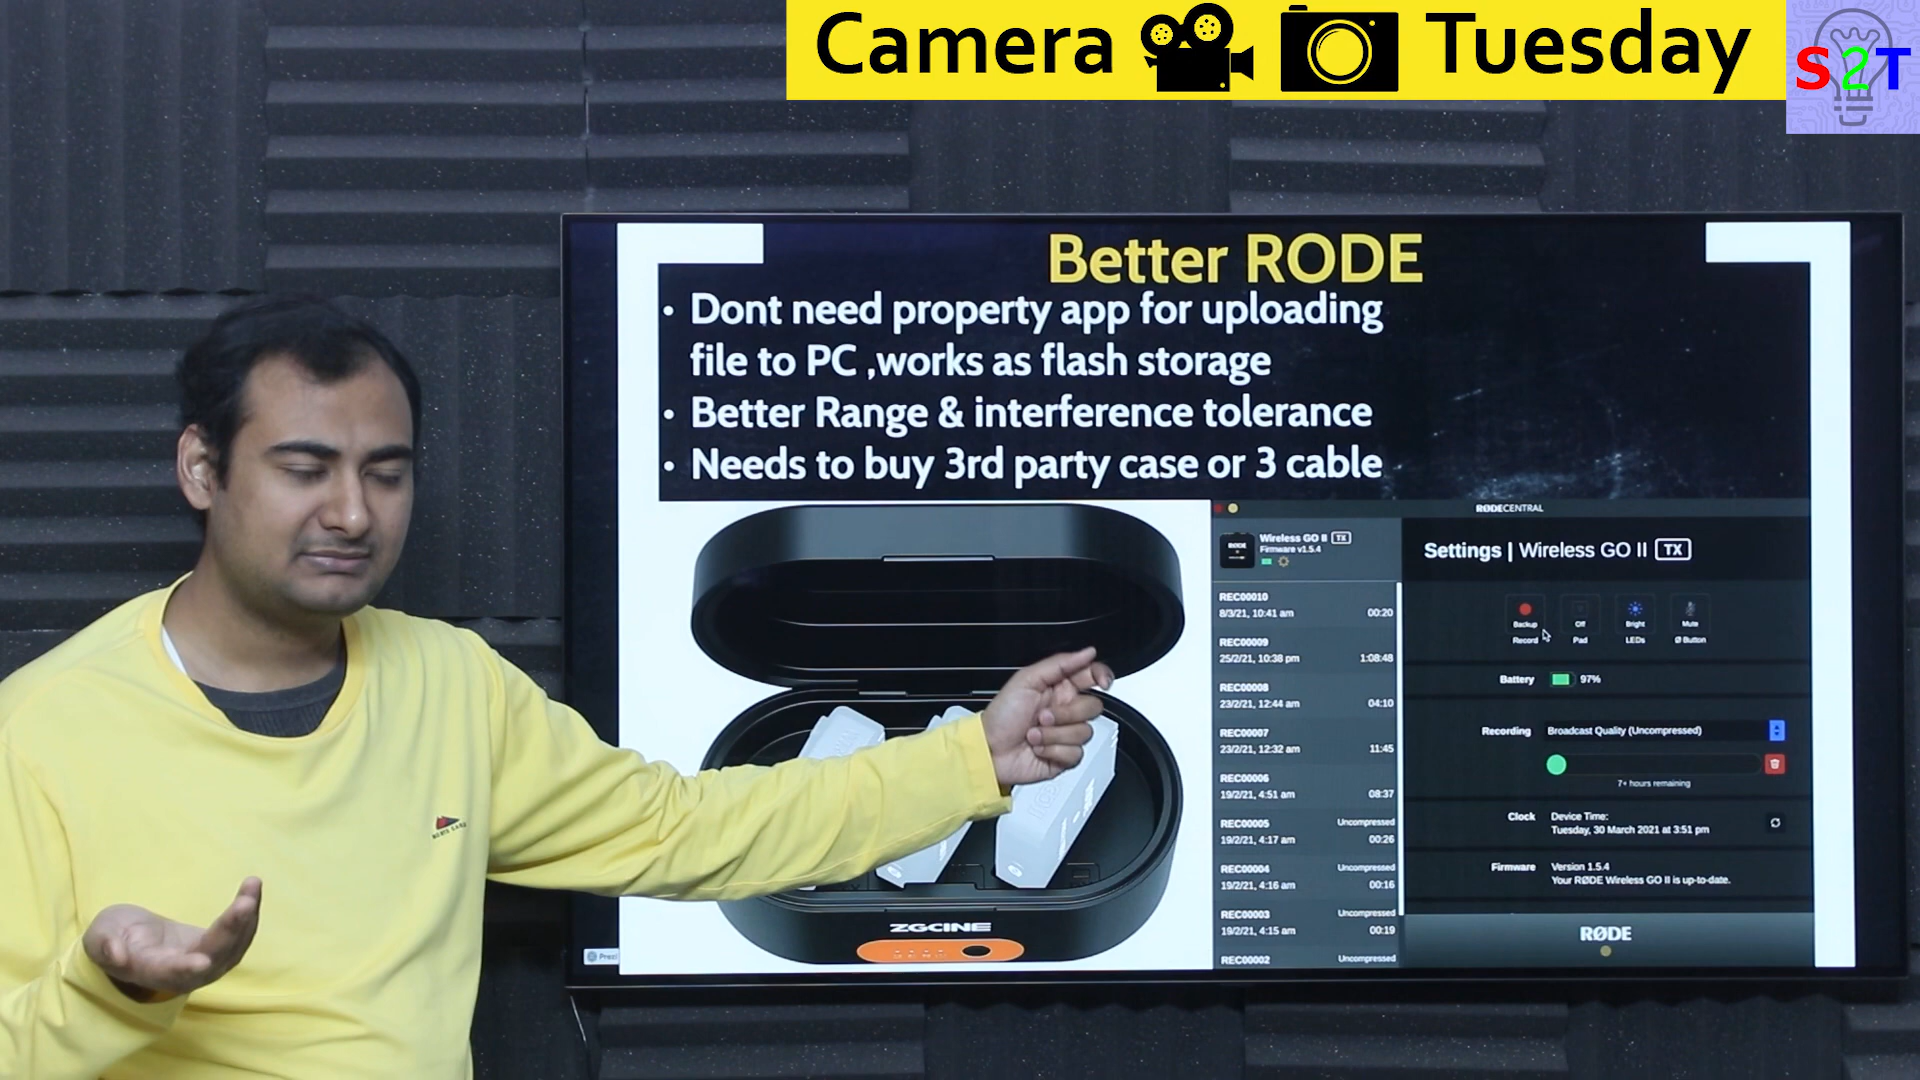 Camera Tuesday
S2T
Better RODE
• Dont need property app for uploading
file to PC ,works as flash storage
• Better Range & interference tolerance
• Needs to buy 3rd party case or 3 cable
ZGCINE
RØDECENTRAL
Wireless GO II TX
Firmware v1.5.4
REC00010
8/3/21, 10:41 am 00:20
REC00009
25/2/21, 10:38 pm 1:08:48
REC00008
23/2/21, 12:44 am 04:10
REC00007
23/2/21, 12:32 am 11:45
REC00006
19/2/21, 4:51 am 08:37
REC00005 Uncompressed
19/2/21, 4:17 am 00:26
REC00004 Uncompressed
19/2/21, 4:16 am 00:16
REC00003 Uncompressed
19/2/21, 4:15 am 00:19
REC00002 Uncompressed
Settings | Wireless GO II TX
Backup Off Bright Mute
Record Pad LEDs Ø Button
Battery 97%
Recording Broadcast Quality (Uncompressed)
7+ hours remaining
Clock Device Time:
Tuesday, 30 March 2021 at 3:51 pm
Firmware Version 1.5.4
Your RØDE Wireless GO II is up-to-date.
RØDE
Prezi